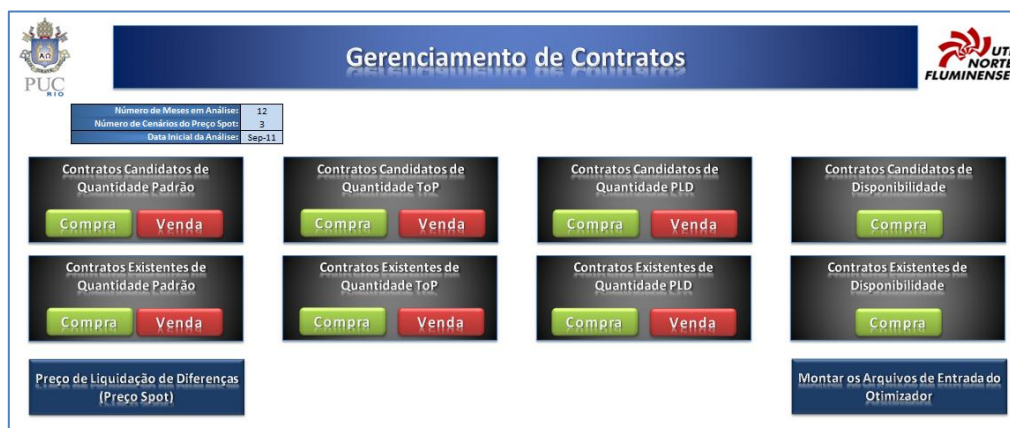 Gerenciamento de Contratos
PUC
RIO
UTE
NORTE
FLUMINENSE
Número de Meses em Análise: 12
Número de Cenários do Preço Spot: 3
Data Inicial da Análise: Sep-11
Contratos Candidatos de
Quantidade Padrão
Compra Venda
Contratos Candidatos de
Quantidade ToP
Compra Venda
Contratos Candidatos de
Quantidade PLD
Compra Venda
Contratos Candidatos de
Disponibilidade
Compra
Contratos Existentes de
Quantidade Padrão
Compra Venda
Contratos Existentes de
Quantidade ToP
Compra Venda
Contratos Existentes de
Quantidade PLD
Compra Venda
Contratos Existentes de
Disponibilidade
Compra
Preço de Liquidação de Diferenças
(Preço Spot)
Montar os Arquivos de Entrada do
Otimizador